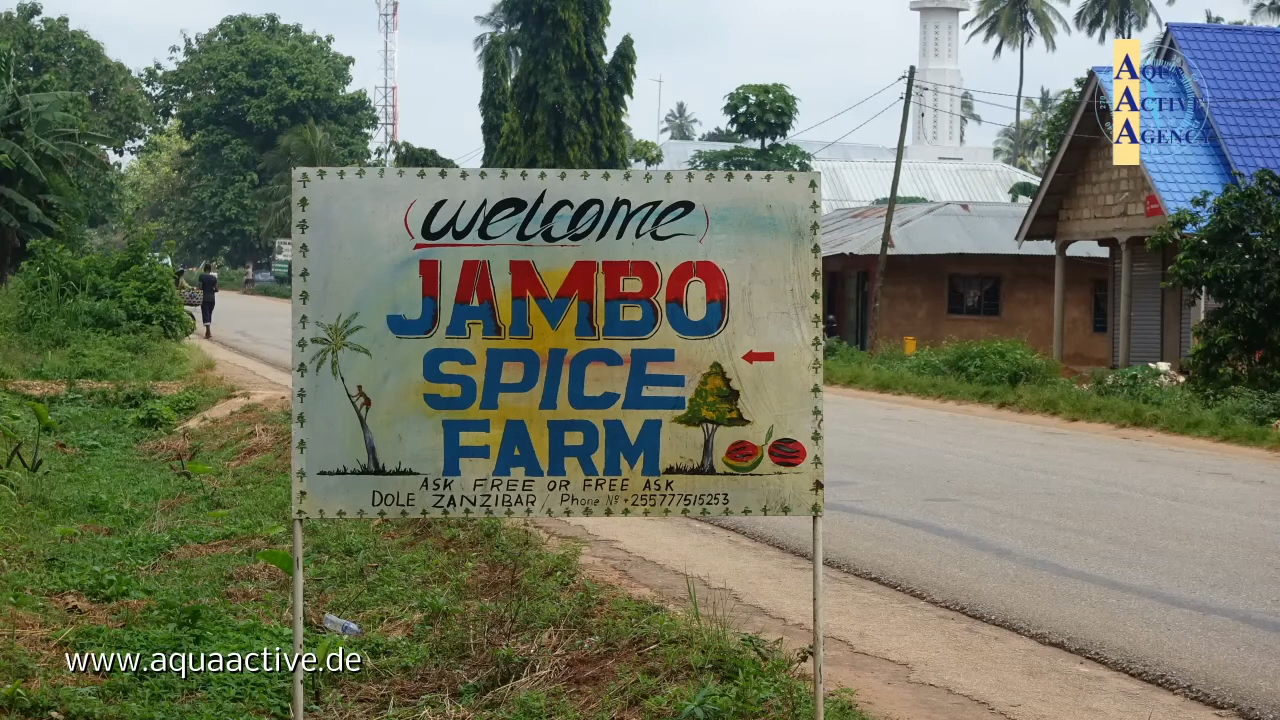 AQUA
ACTIVE
AGENCY
(welcome)
JAMBO
SPICE
FARM
ASK FREE OR FREE ASK
DOLE ZANZIBAR / Phone Nº +255777515253
www.aquaactive.de